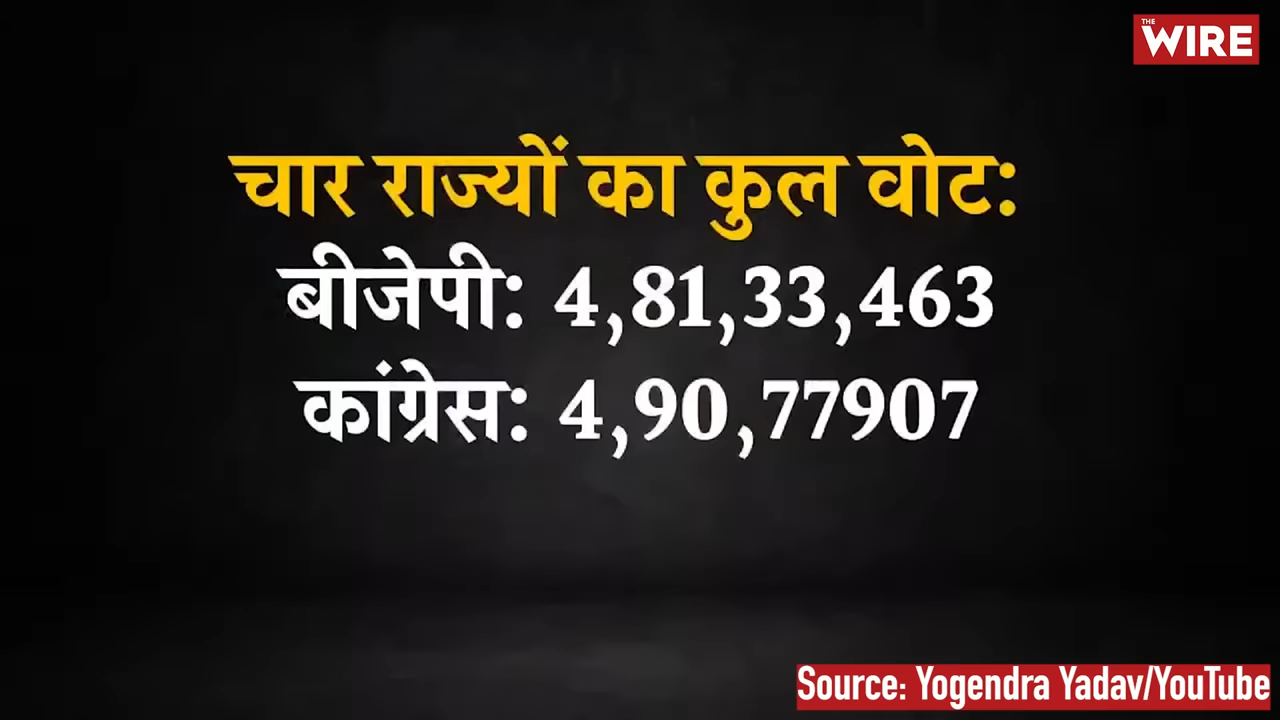 THE
WIRE
चार राज्यों का कुल वोट:
बीजेपी: 4,81,33,463
कांग्रेस: 4,90,77907
Source: Yogendra Yadav/YouTube